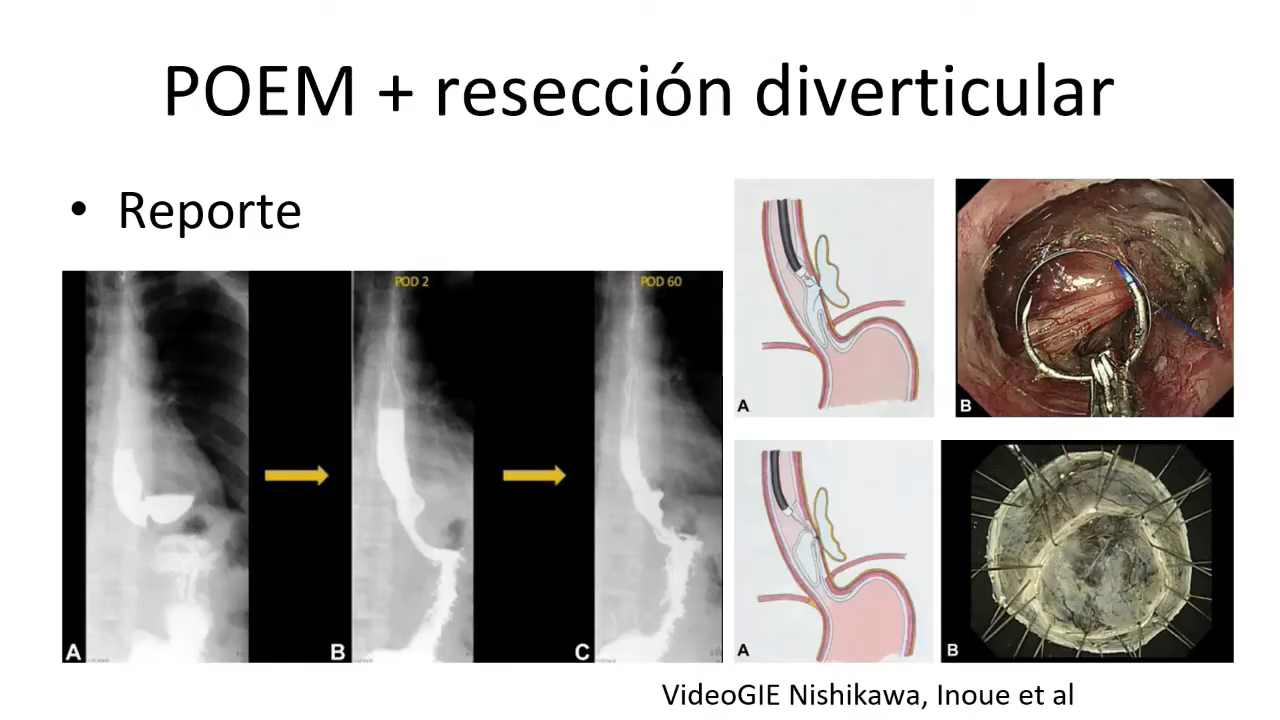 POEM + resección diverticular
• Reporte
POD 2
POD 60
A
B
C
A
B
A
B
VideoGIE Nishikawa, Inoue et al